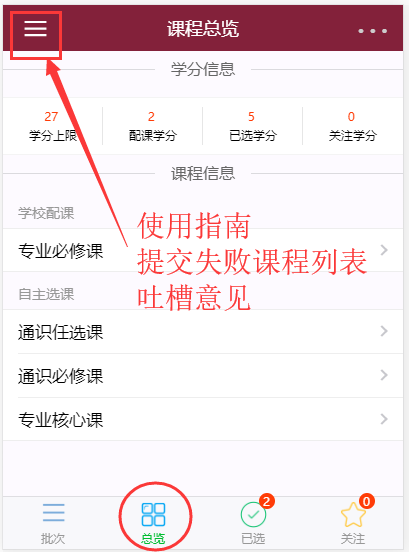 课程总览
学分信息
27 2 5 0
学分上限 配课学分 已选学分 关注学分
课程信息
学校配课
使用指南
专业必修课
提交失败课程列表
自主选课
吐槽意见
通识任选课
通识必修课
专业核心课
2 0
批次 总览 已选 关注